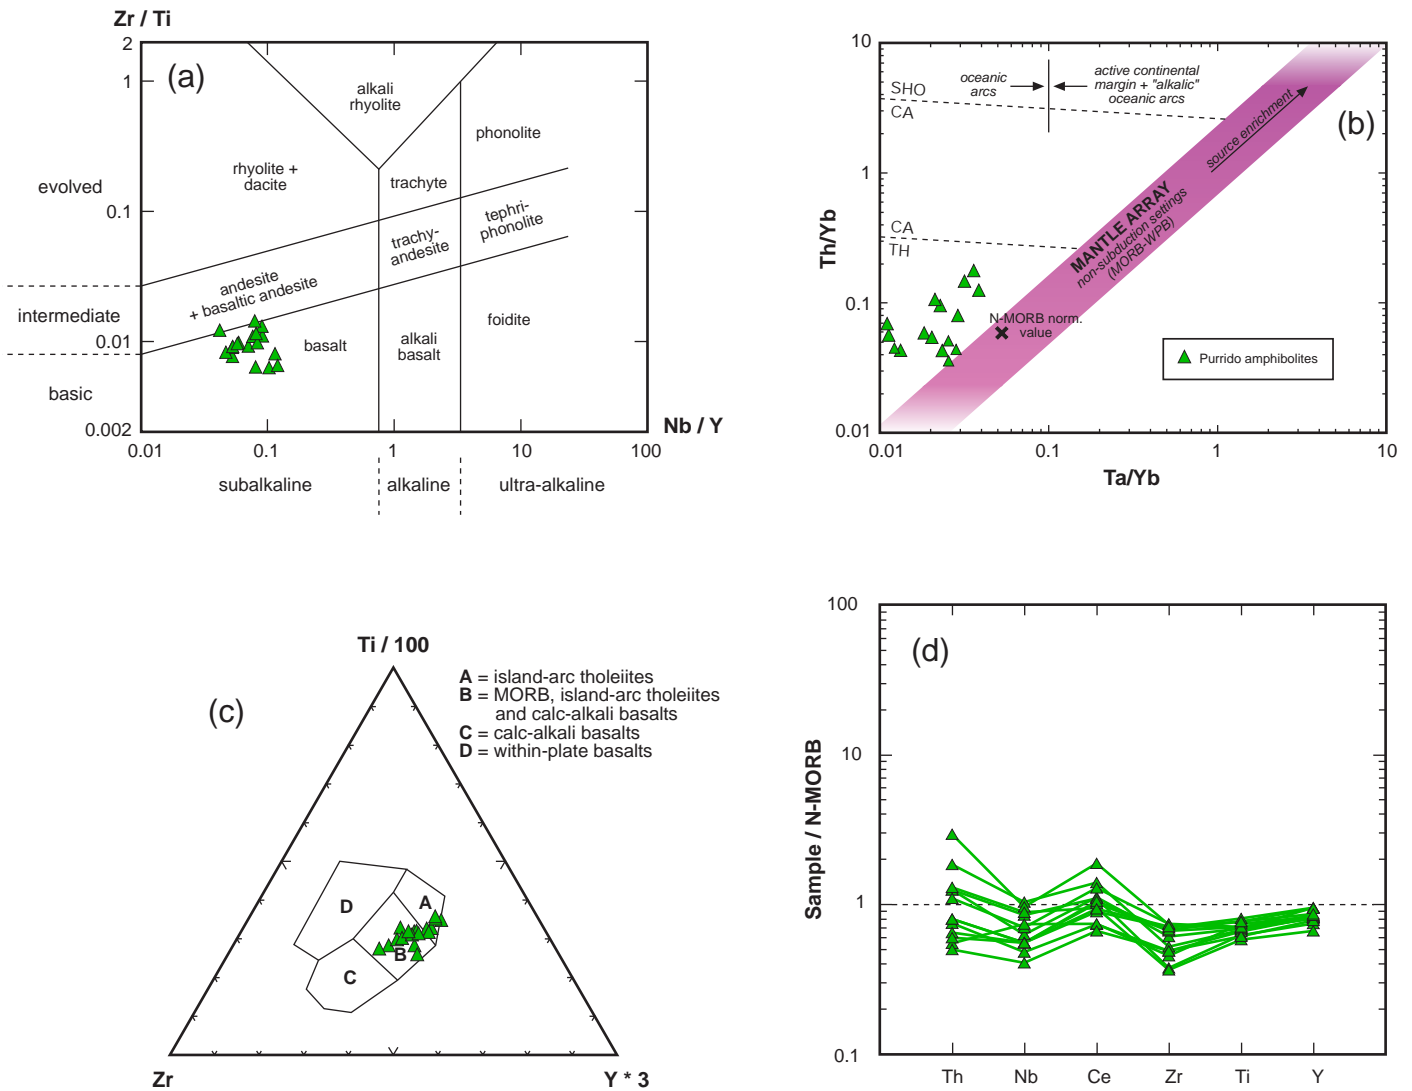 Zr / Ti
(a)
2
1
0.1
0.01
0.002
evolved
intermediate
basic
alkali
rhyolite
phonolite
rhyolite +
dacite
trachyte
tephri-
phonolite
trachy-
andesite
andesite
+ basaltic andesite
basalt
alkali
basalt
foidite
Nb / Y
0.01
0.1
1
10
100
subalkaline
alkaline
ultra-alkaline
(b)
10
1
0.1
0.01
Th/Yb
oceanic
arcs
active continental
margin + "alkalic"
oceanic arcs
SHO
CA
CA
TH
source enrichment
MANTLE ARRAY
non-subduction settings
(MORB-WPB)
N-MORB norm.
value
Purrido amphibolites
0.01
0.1
1
10
Ta/Yb
(c)
Ti / 100
A = island-arc tholeiites
B = MORB, island-arc tholeiites
and calc-alkali basalts
C = calc-alkali basalts
D = within-plate basalts
D
A
B
C
Zr
Y * 3
(d)
100
10
1
0.1
Sample / N-MORB
Th
Nb
Ce
Zr
Ti
Y